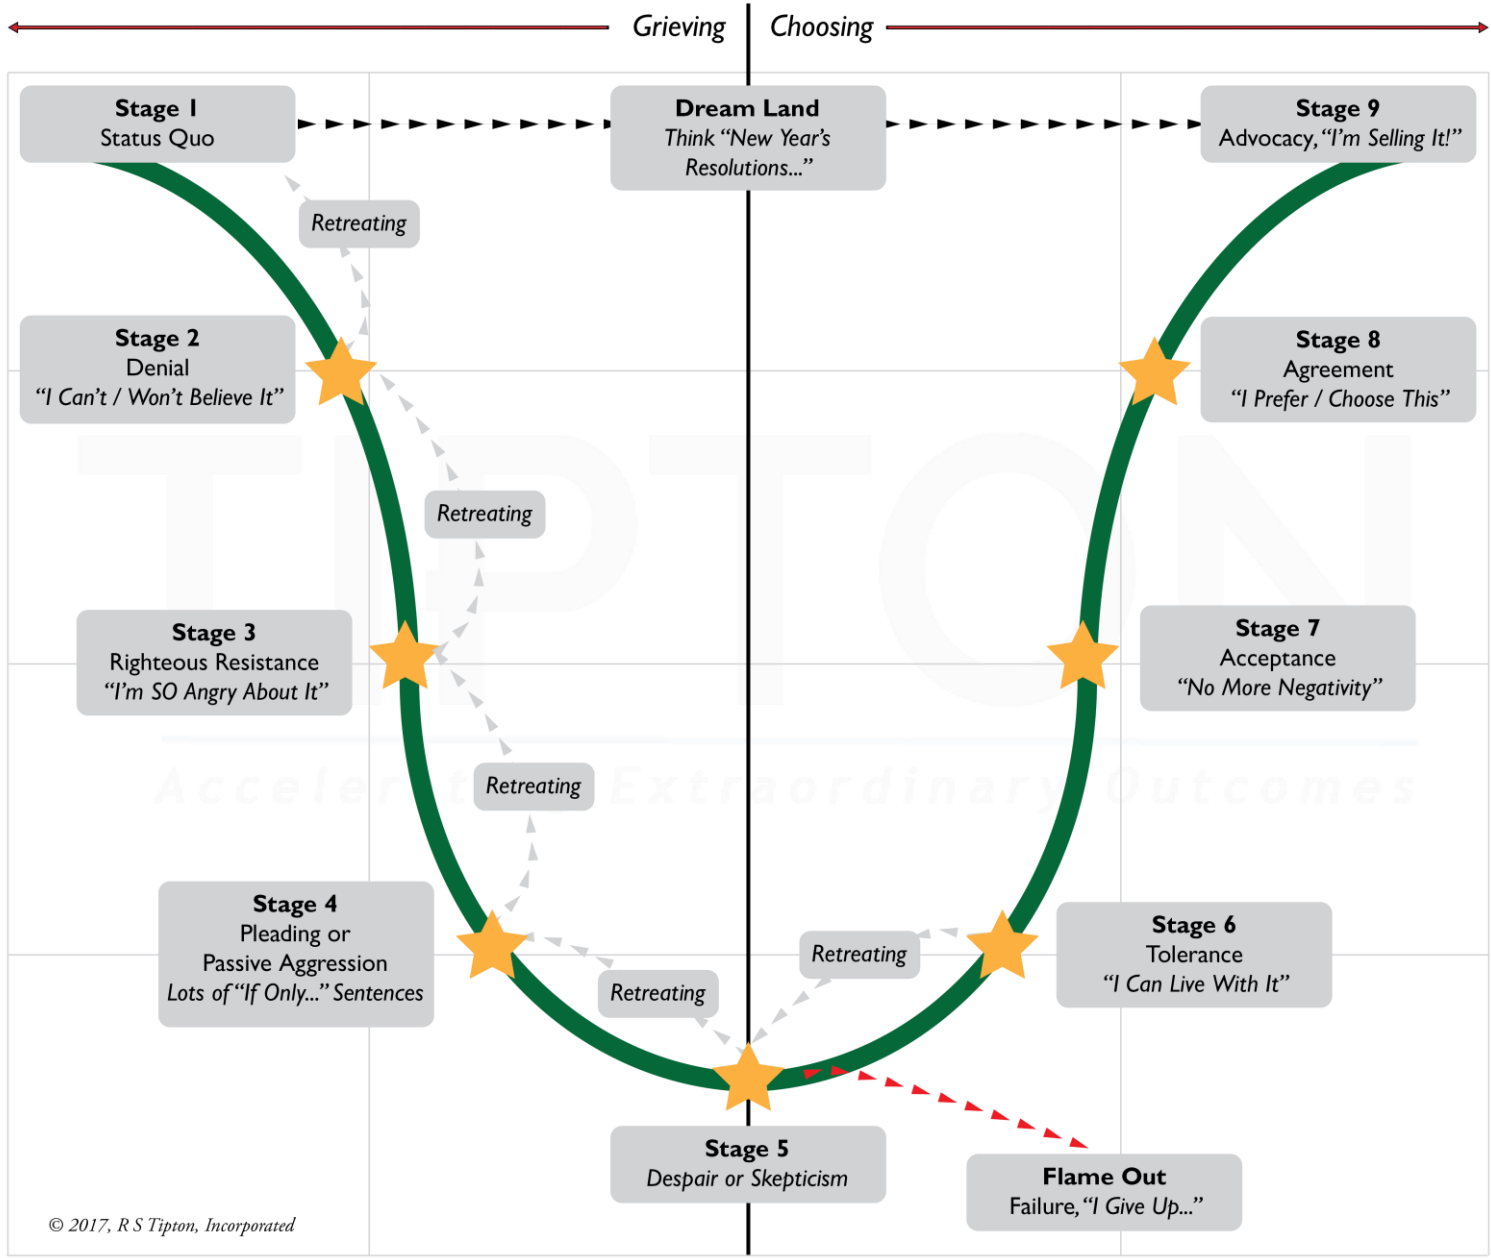 Grieving
Choosing
Stage 1
Status Quo
Dream Land
Think “New Year’s
Resolutions...”
Stage 9
Advocacy, “I’m Selling It!”
Retreating
Stage 2
Denial
“I Can’t / Won’t Believe It”
Stage 8
Agreement
“I Prefer / Choose This”
TIPTON
Retreating
Stage 3
Righteous Resistance
“I’m SO Angry About It”
Stage 7
Acceptance
“No More Negativity”
Retreating
Extraordinary Outcomes
Stage 4
Pleading or
Passive Aggression
Lots of “If Only...” Sentences
Retreating
Retreating
Stage 6
Tolerance
“I Can Live With It”
Stage 5
Despair or Skepticism
Flame Out
Failure, “I Give Up...”
© 2017, R S Tipton, Incorporated